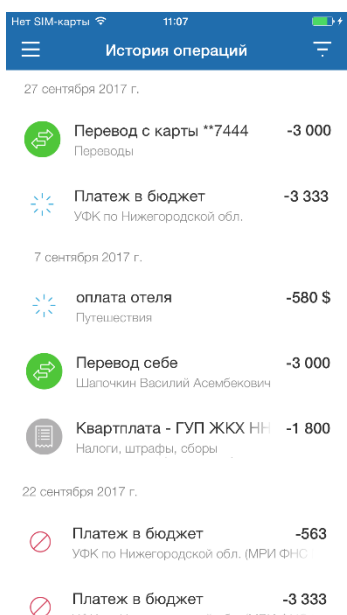 Нет SIM-карты 11:07
История операций
27 сентября 2017 г.
Перевод с карты **7444 -3 000
Переводы
Платеж в бюджет -3 333
УФК по Нижегородской обл.
7 сентября 2017 г.
оплата отеля -580 $
Путешествия
Перевод себе -3 000
Шапочкин Василий Асембекович
Квартплата - ГУП ЖКХ НН -1 800
Налоги, штрафы, сборы
22 сентября 2017 г.
Платеж в бюджет -563
УФК по Нижегородской обл. (МРИ ФНС
Платеж в бюджет -3 333